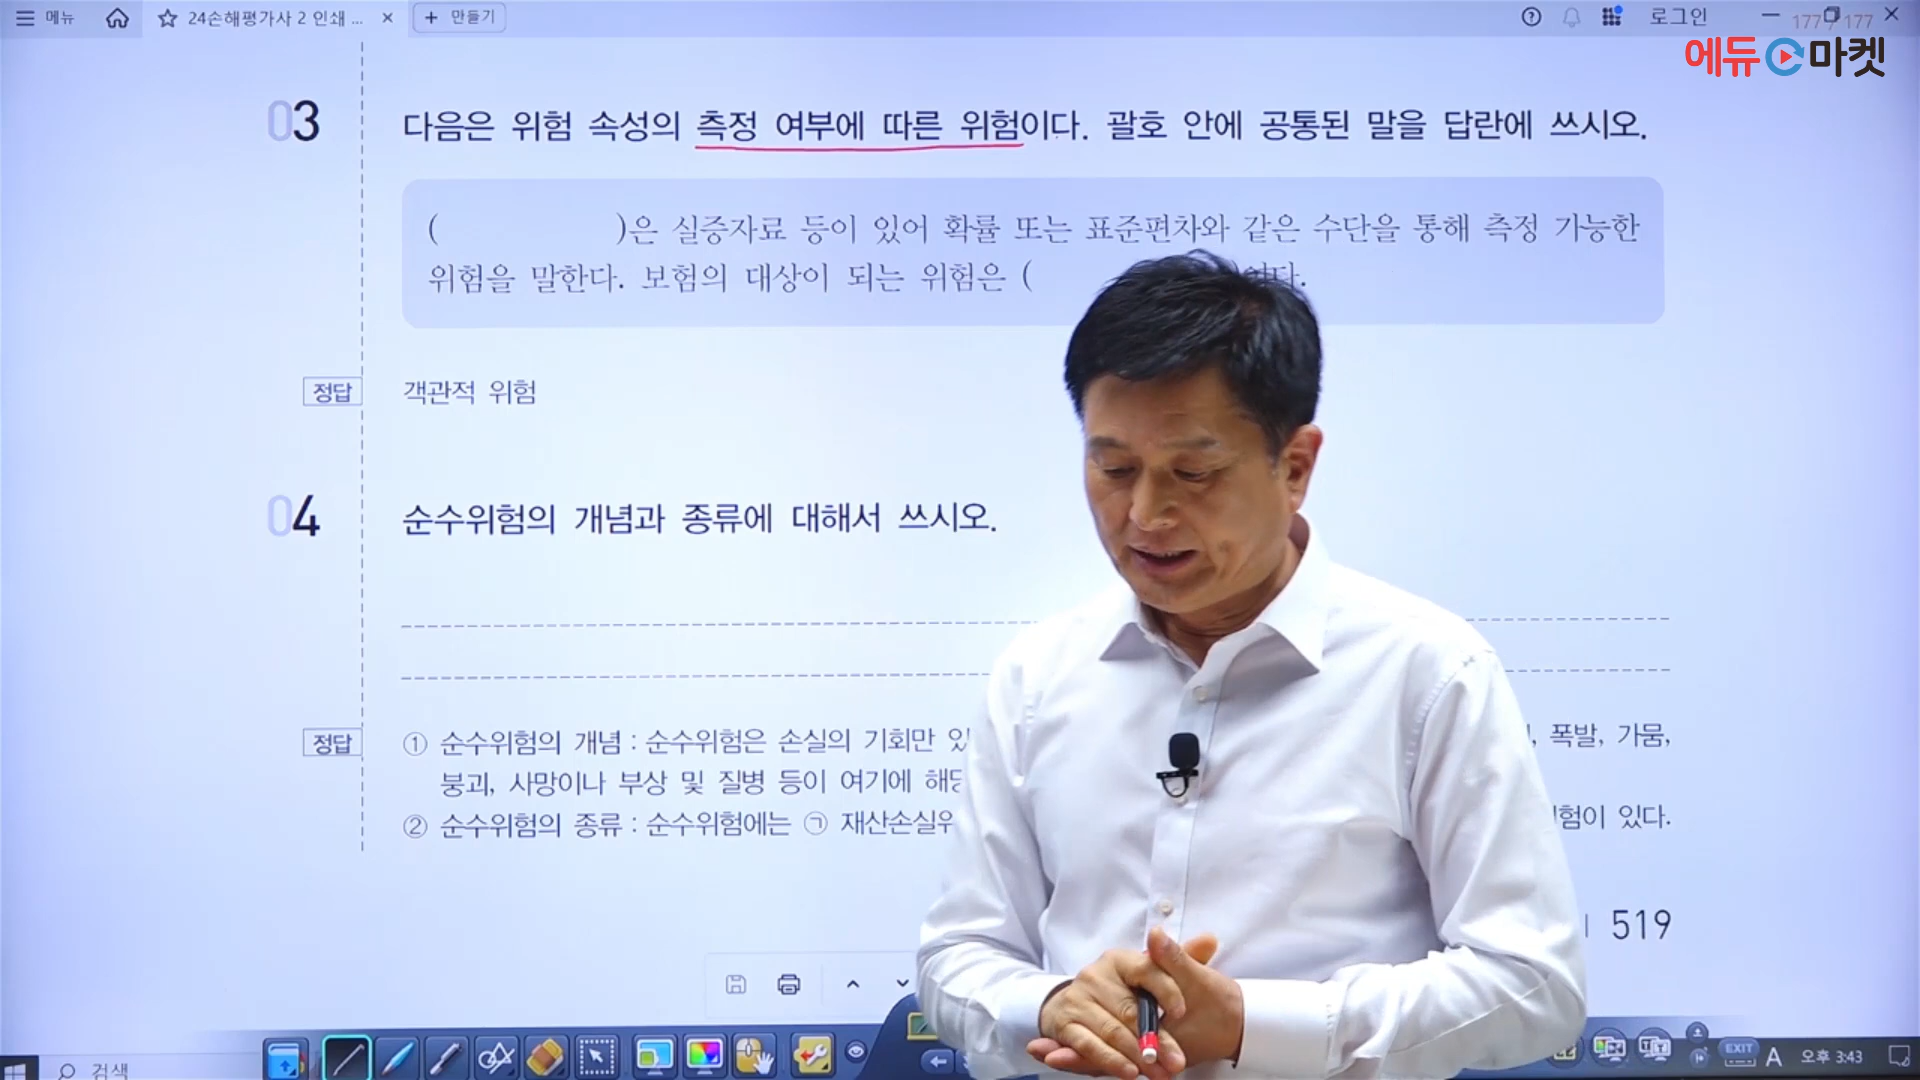 메뉴
24손해평가사 2 인쇄 ...
만들기
로그인
177 / 177
에듀 마켓
03 다음은 위험 속성의 측정 여부에 따른 위험이다. 괄호 안에 공통된 말을 답란에 쓰시오.
( )은 실증자료 등이 있어 확률 또는 표준편차와 같은 수단을 통해 측정 가능한
위험을 말한다. 보험의 대상이 되는 위험은 ( 이다.
정답 객관적 위험
04 순수위험의 개념과 종류에 대해서 쓰시오.
정답 ① 순수위험의 개념 : 순수위험은 손실의 기회만 폭발, 가뭄,
붕괴, 사망이나 부상 및 질병 등이 여기에
② 순수위험의 종류 : 순수위험에는 ㉠ 있다.
519
검색
EXIT
A
오후 3:43